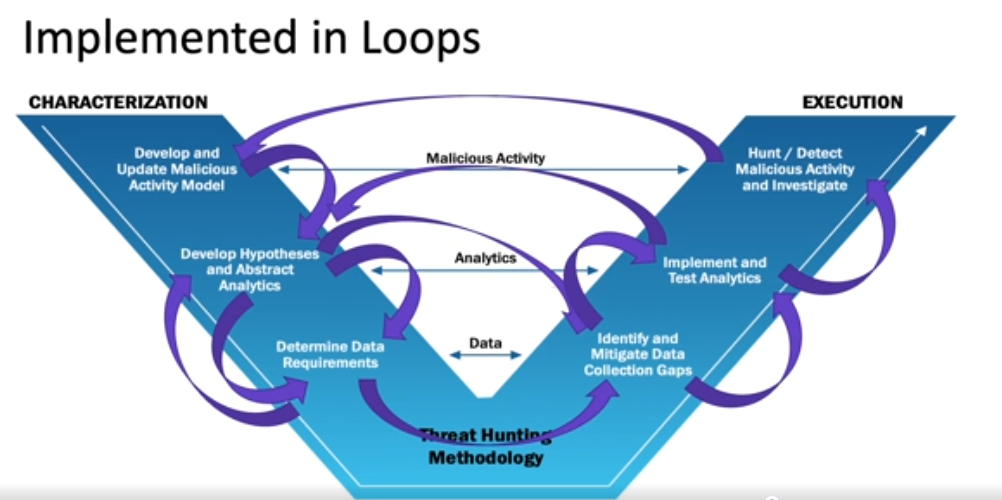 Implemented in Loops
CHARACTERIZATION
EXECUTION
Develop and
Update Malicious
Activity Model
Malicious Activity
Hunt / Detect
Malicious Activity
and Investigate
Develop Hypotheses
and Abstract
Analytics
Analytics
Implement and
Test Analytics
Determine Data
Requirements
Data
Identify and
Mitigate Data
Collection Gaps
Threat Hunting
Methodology